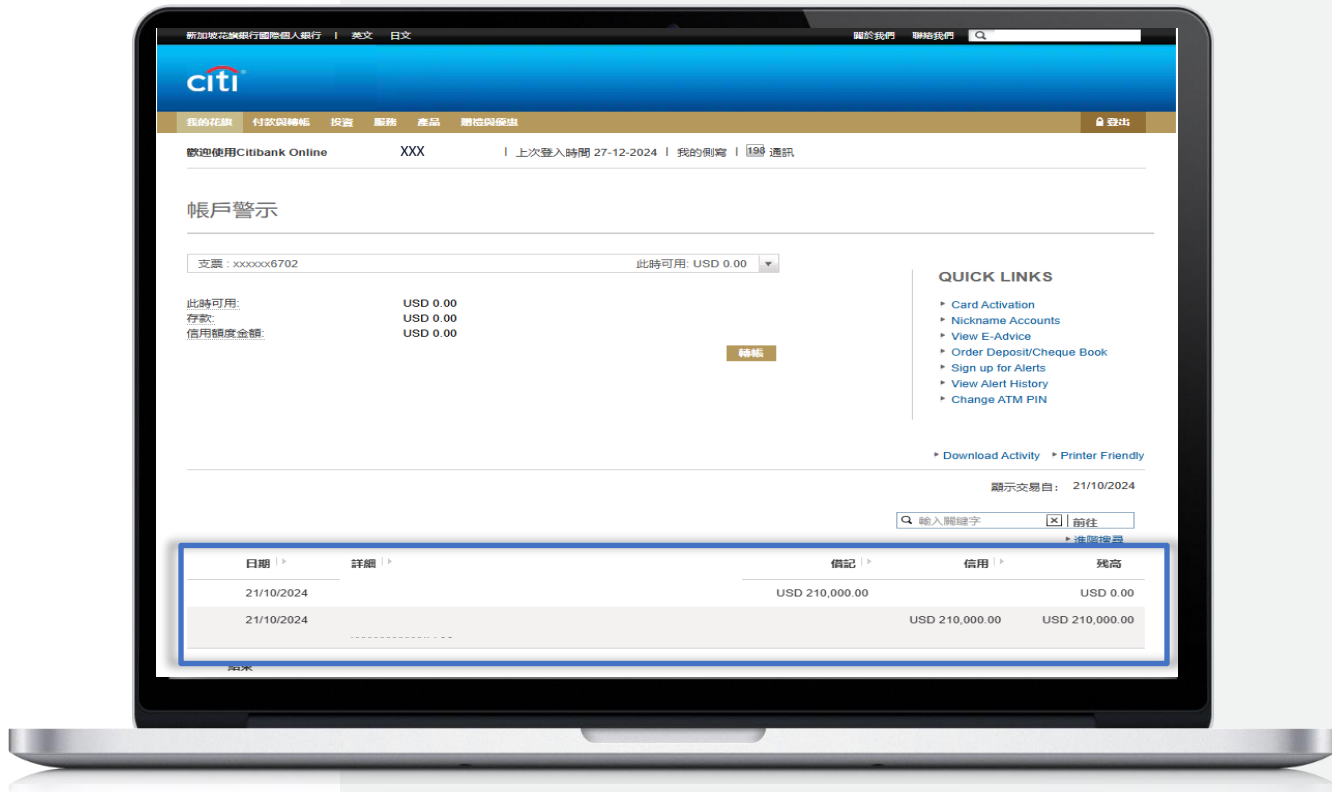 新加坡花旗銀行國際個人銀行 | 英文 日文 關於我們 聯絡我們
citi
我的花旗 付款與轉帳 投資 服務 產品 贈禮與優惠 登出
歡迎使用Citibank Online XXX | 上次登入時間 27-12-2024 | 我的側寫 | 198 通訊
帳戶警示
支票 : xxxxxx6702 此時可用: USD 0.00
此時可用: USD 0.00
存款: USD 0.00
信用額度金額: USD 0.00
轉帳
QUICK LINKS
Card Activation
Nickname Accounts
View E-Advice
Order Deposit/Cheque Book
Sign up for Alerts
View Alert History
Change ATM PIN
Download Activity Printer Friendly
顯示交易自: 21/10/2024
輸入關鍵字 前往
進階搜尋
日期 詳細 借記 信用 残高
21/10/2024 USD 210,000.00 USD 0.00
21/10/2024 USD 210,000.00 USD 210,000.00
結束